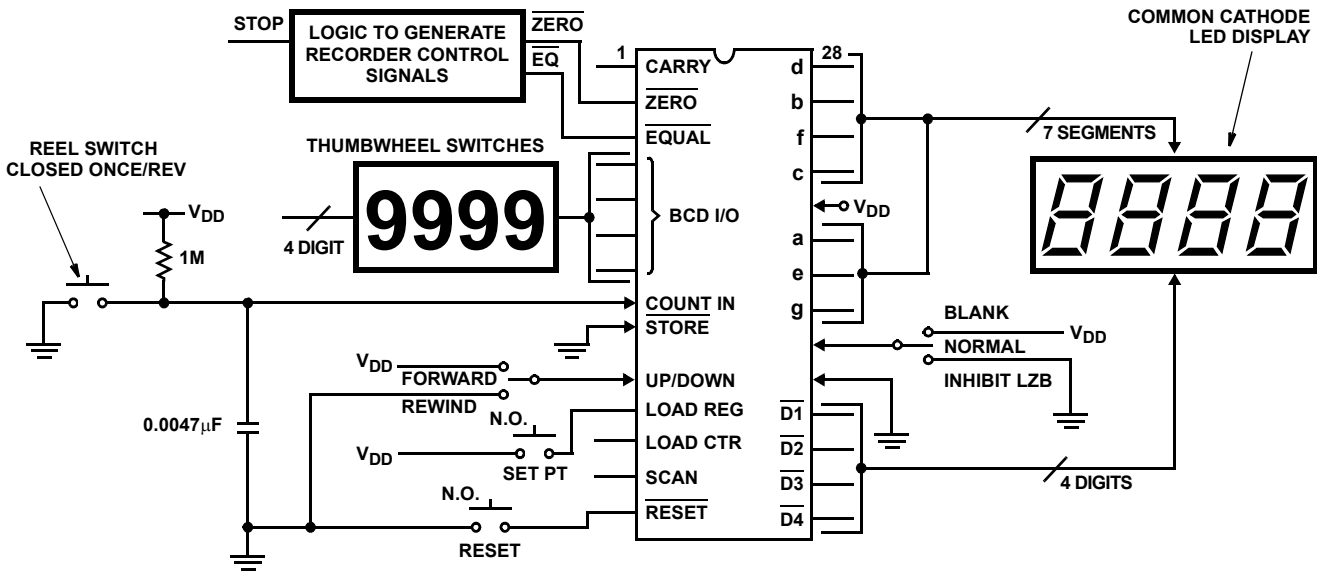 STOP
LOGIC TO GENERATE
RECORDER CONTROL
SIGNALS
ZERO
EQ
COMMON CATHODE
LED DISPLAY
1
28
CARRY
ZERO
EQUAL
BCD I/O
COUNT IN
STORE
UP/DOWN
LOAD REG
LOAD CTR
SCAN
RESET
d
b
f
c
VDD
a
e
g
D1
D2
D3
D4
REEL SWITCH
CLOSED ONCE/REV
VDD
1M
THUMBWHEEL SWITCHES
9999
4 DIGIT
7 SEGMENTS
8888
BLANK
NORMAL
INHIBIT LZB
VDD
4 DIGITS
VDD
FORWARD
REWIND
N.O.
VDD
SET PT
0.0047μF
N.O.
RESET